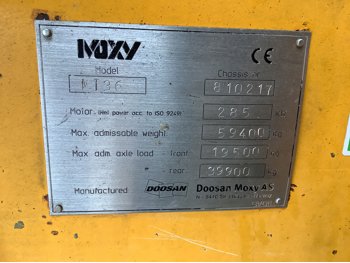 MOXY CE
Model Chassis nr.
MT36 810217
Motor (Net power acc to ISO 9249) 285 kW
Max. admissable weight 59400 kg
Max. adm. axle load - front 19500 kg
rear 39900 kg
Manufactured DOOSAN Doosan Moxy AS